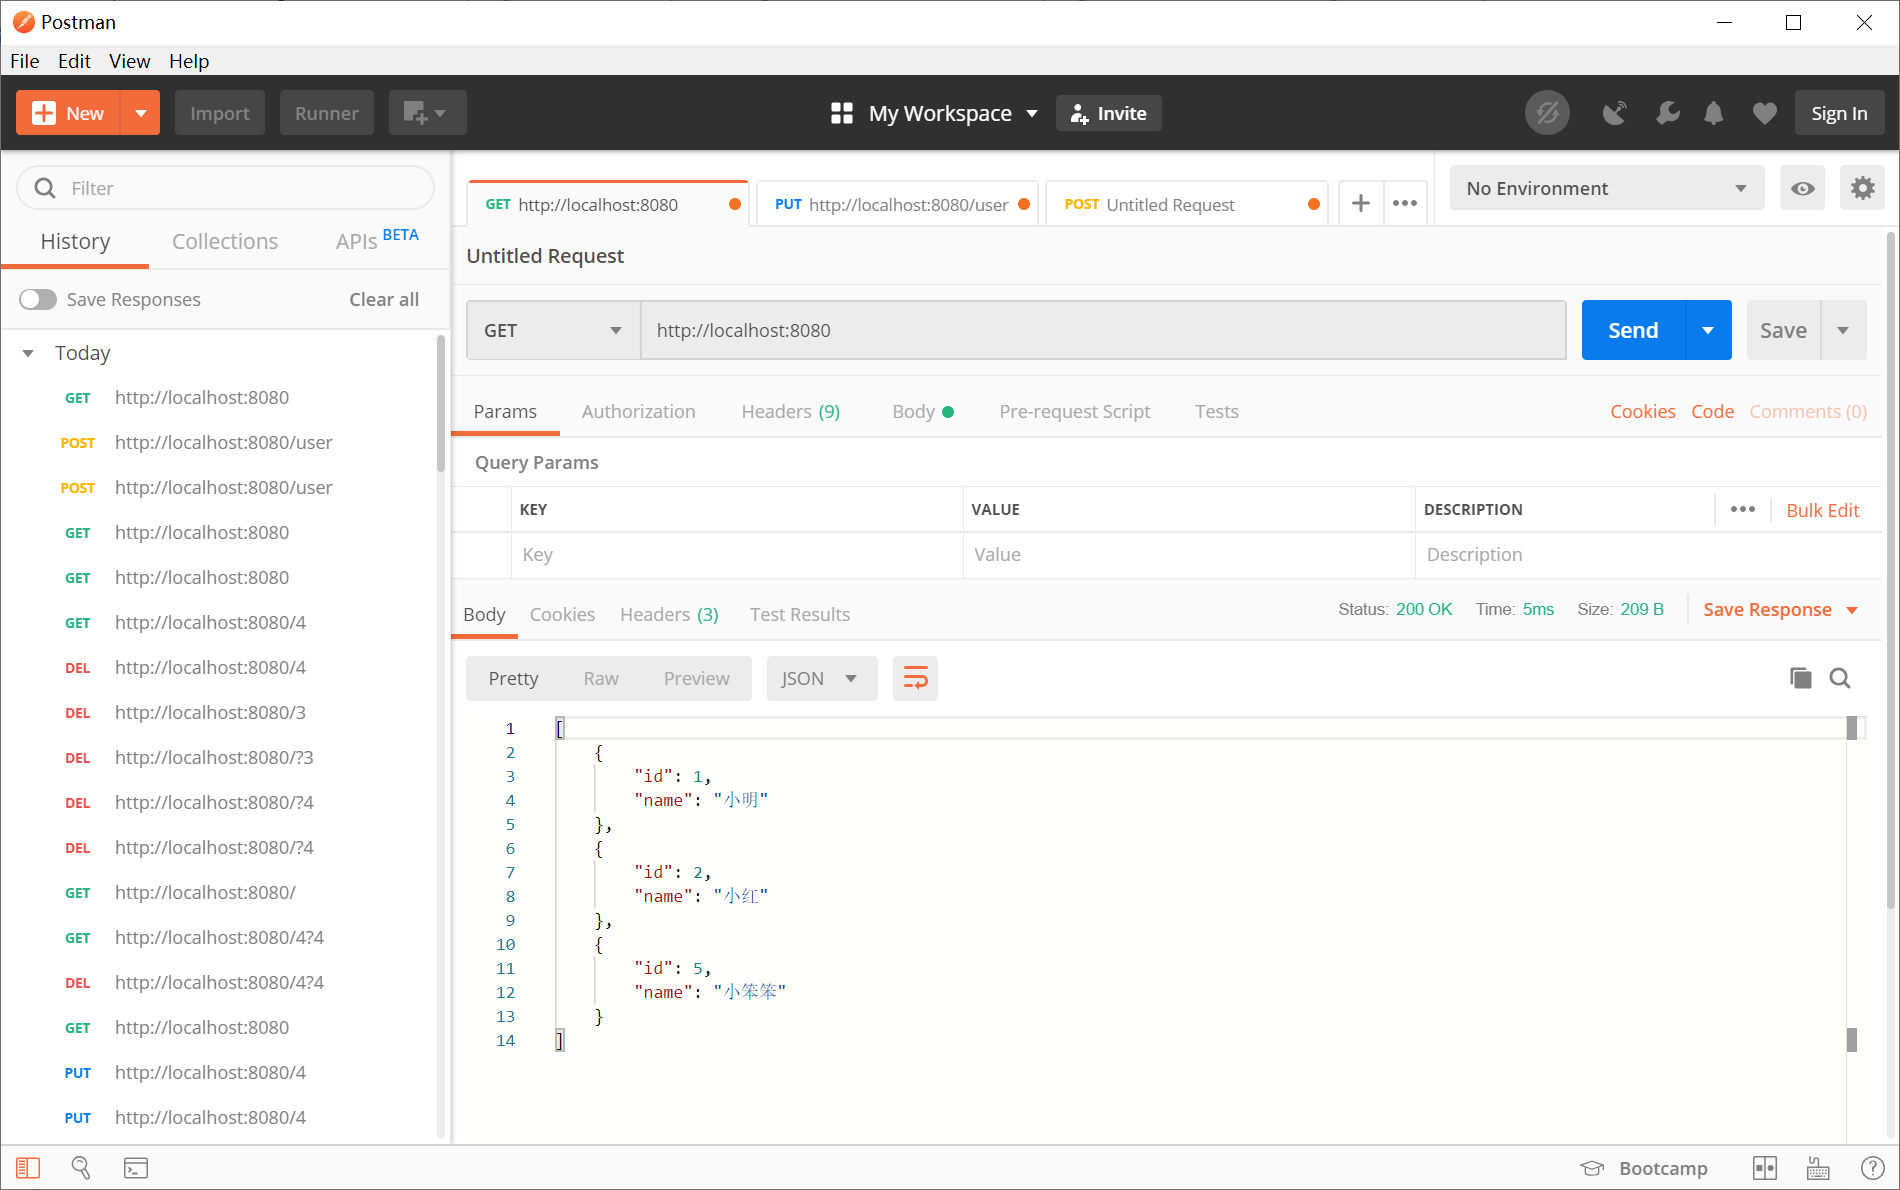 Postman
File Edit View Help
New Import Runner My Workspace Invite Sign In
Filter
History Collections APIs BETA
Save Responses Clear all
Today
GET http://localhost:8080
POST http://localhost:8080/user
POST http://localhost:8080/user
GET http://localhost:8080
GET http://localhost:8080
GET http://localhost:8080/4
DEL http://localhost:8080/4
DEL http://localhost:8080/3
DEL http://localhost:8080/?3
DEL http://localhost:8080/?4
DEL http://localhost:8080/?4
GET http://localhost:8080/
GET http://localhost:8080/4?4
DEL http://localhost:8080/4?4
GET http://localhost:8080
PUT http://localhost:8080/4
PUT http://localhost:8080/4
GET http://localhost:8080 PUT http://localhost:8080/user POST Untitled Request No Environment
Untitled Request
GET http://localhost:8080 Send Save
Params Authorization Headers (9) Body Pre-request Script Tests Cookies Code Comments (0)
Query Params
KEY VALUE DESCRIPTION Bulk Edit
Key Value Description
Body Cookies Headers (3) Test Results Status: 200 OK Time: 5ms Size: 209 B Save Response
Pretty Raw Preview JSON
1 [
2 {
3 "id": 1,
4 "name": "小明"
5 },
6 {
7 "id": 2,
8 "name": "小红"
9 },
10 {
11 "id": 5,
12 "name": "小笨笨"
13 }
14 ]
Bootcamp